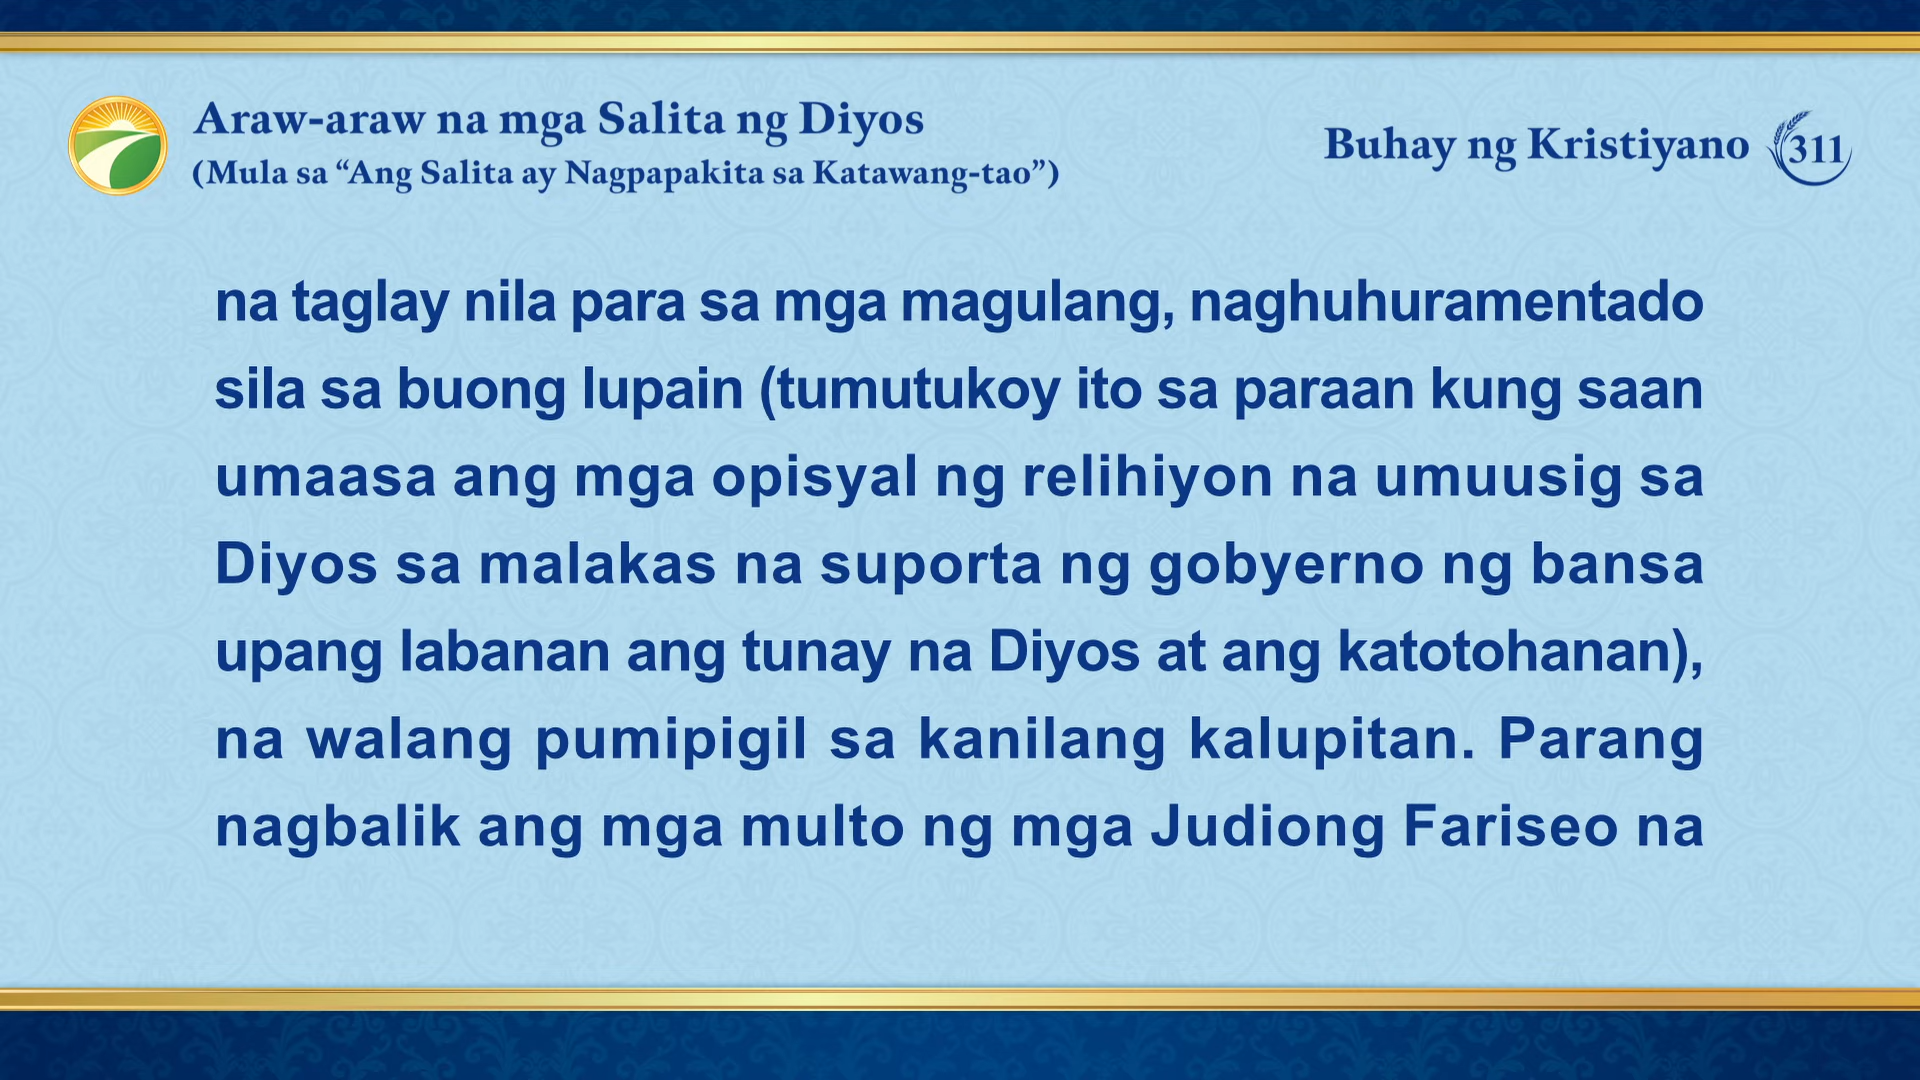 Araw-araw na mga Salita ng Diyos
(Mula sa “Ang Salita ay Nagpapakita sa Katawang-tao”)
Buhay ng Kristiyano 311
na taglay nila para sa mga magulang, naghuhuramentado
sila sa buong lupain (tumutukoy ito sa paraan kung saan
umaasa ang mga opisyal ng relihiyon na umuusig sa
Diyos sa malakas na suporta ng gobyerno ng bansa
upang labanan ang tunay na Diyos at ang katotohanan),
na walang pumipigil sa kanilang kalupitan. Parang
nagbalik ang mga multo ng mga Judiong Fariseo na